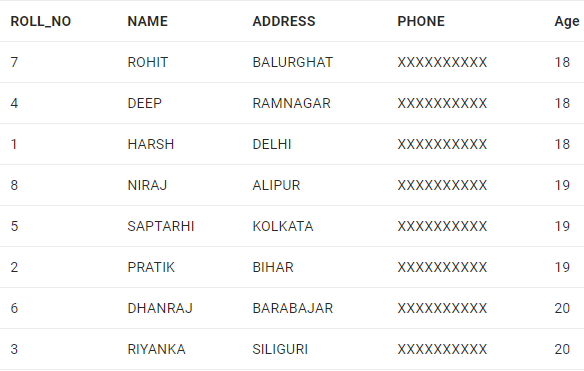 ROLL_NO NAME ADDRESS PHONE Age
7 ROHIT BALURGHAT XXXXXXXXXX 18
4 DEEP RAMNAGAR XXXXXXXXXX 18
1 HARSH DELHI XXXXXXXXXX 18
8 NIRAJ ALIPUR XXXXXXXXXX 19
5 SAPTARHI KOLKATA XXXXXXXXXX 19
2 PRATIK BIHAR XXXXXXXXXX 19
6 DHANRAJ BARABAJAR XXXXXXXXXX 20
3 RIYANKA SILIGURI XXXXXXXXXX 20